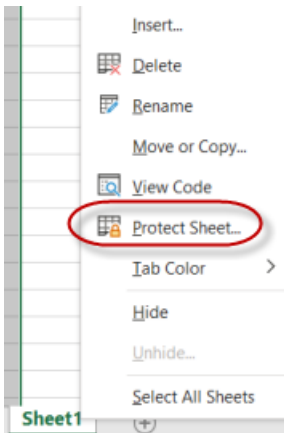 Insert...
Delete
Rename
Move or Copy...
View Code
Protect Sheet...
Tab Color
Hide
Unhide...
Select All Sheets
Sheet1